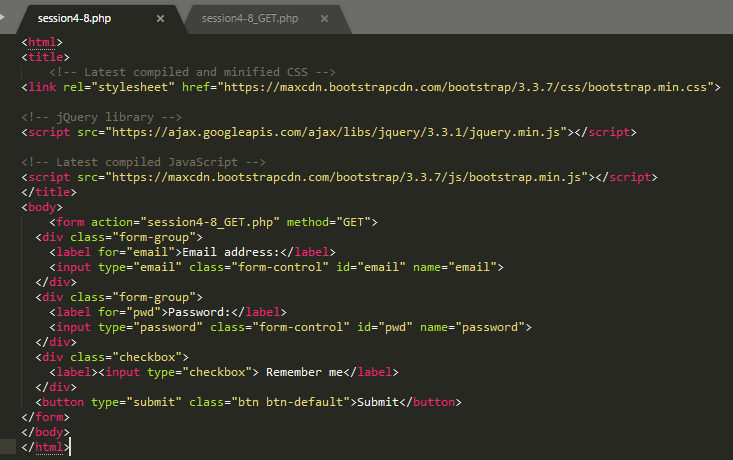 session4-8.php × session4-8_GET.php ×
<html>
<title>
    <!-- Latest compiled and minified CSS -->
<link rel="stylesheet" href="https://maxcdn.bootstrapcdn.com/bootstrap/3.3.7/css/bootstrap.min.css">

<!-- jQuery library -->
<script src="https://ajax.googleapis.com/ajax/libs/jquery/3.3.1/jquery.min.js"></script>

<!-- Latest compiled JavaScript -->
<script src="https://maxcdn.bootstrapcdn.com/bootstrap/3.3.7/js/bootstrap.min.js"></script>
</title>
<body>
    <form action="session4-8_GET.php" method="GET">
  <div class="form-group">
    <label for="email">Email address:</label>
    <input type="email" class="form-control" id="email" name="email">
  </div>
  <div class="form-group">
    <label for="pwd">Password:</label>
    <input type="password" class="form-control" id="pwd" name="password">
  </div>
  <div class="checkbox">
    <label><input type="checkbox"> Remember me</label>
  </div>
  <button type="submit" class="btn btn-default">Submit</button>
</form>
</body>
</html>